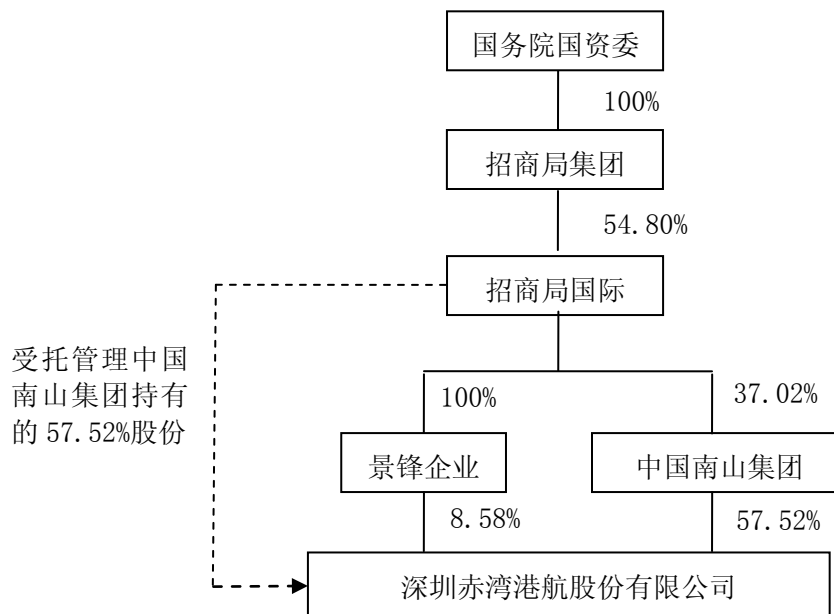 国务院国资委
100%
招商局集团
54.80%
招商局国际
受托管理中国
南山集团持有
的 57.52%股份
100%
37.02%
景锋企业
中国南山集团
8.58%
57.52%
深圳赤湾港航股份有限公司